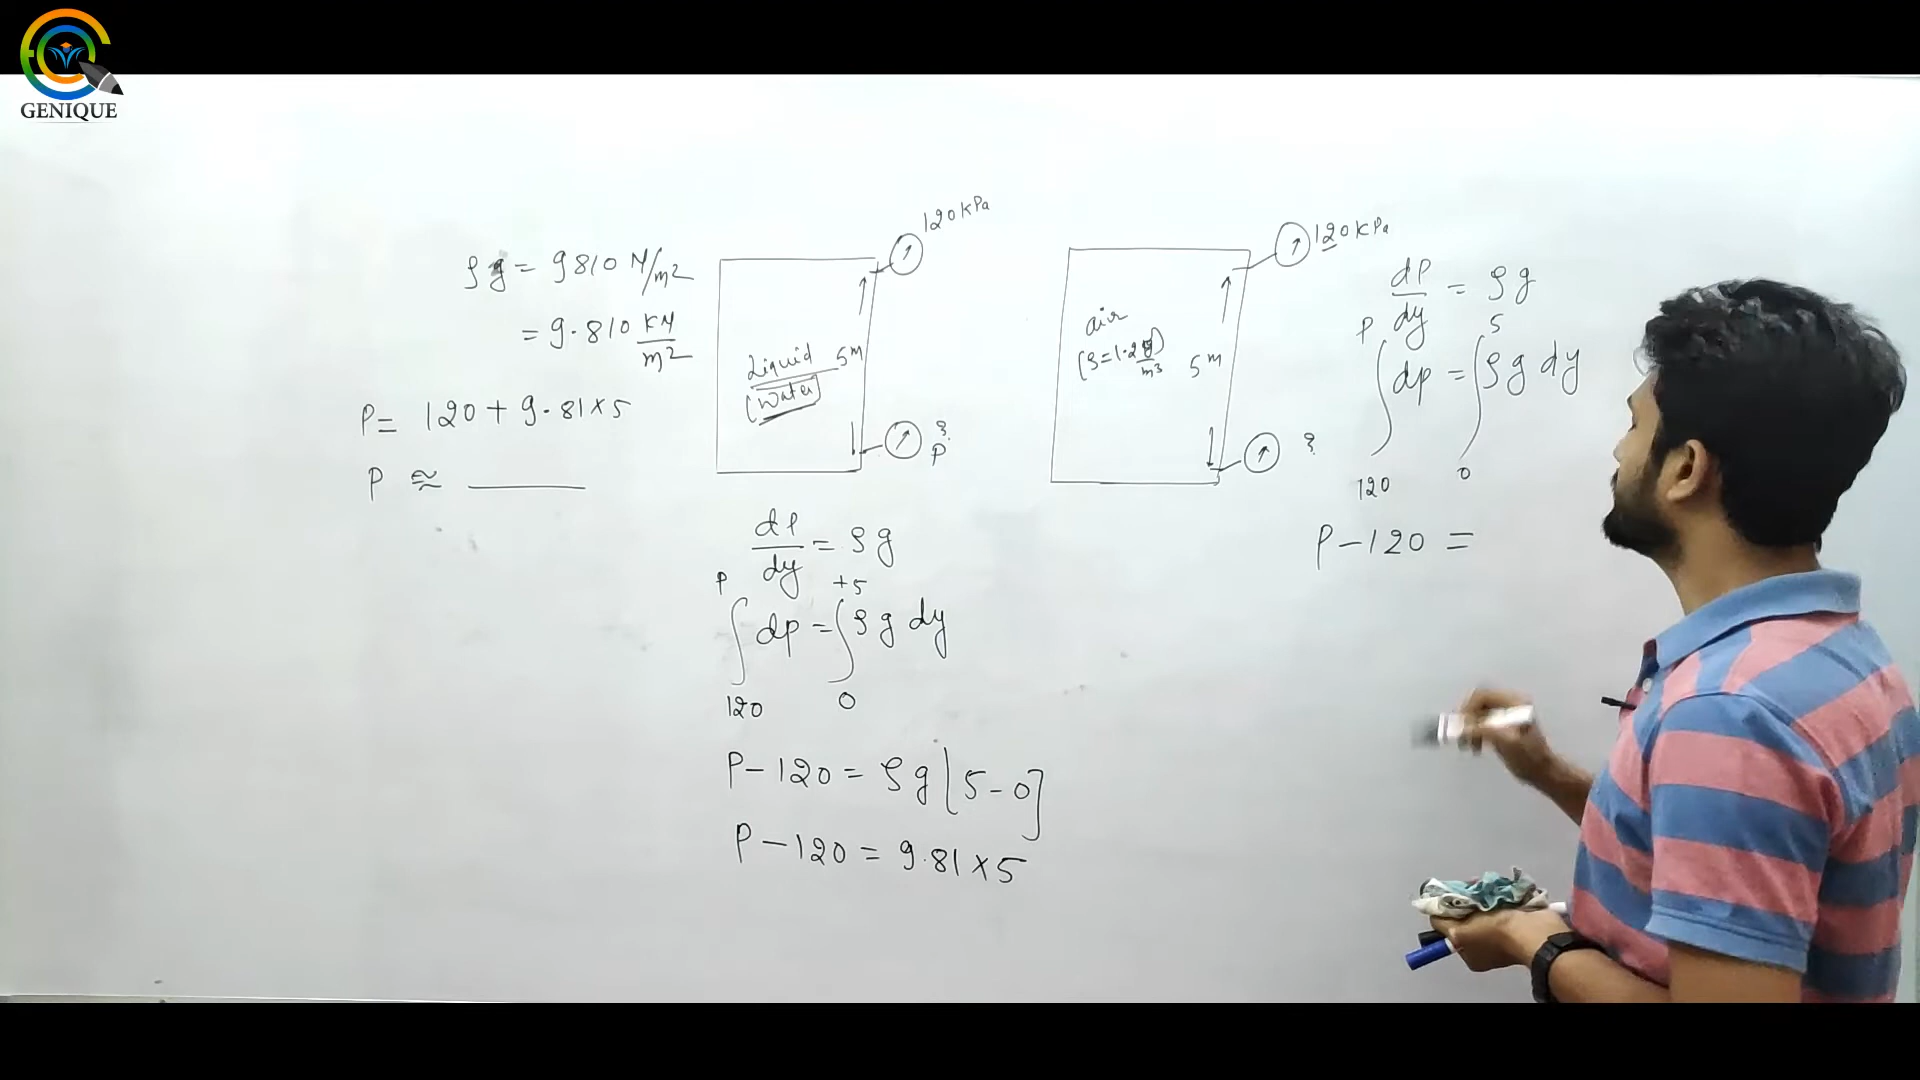 GENIQUE
ρg = 9810 N/m2
= 9.810 KN/m2
P = 120 + 9.81 x 5
P ≅
120 kPa
Liquid 5m
(Water)
?
P
dP/dy = ρg
P +5
∫dp = ∫ρg dy
120 0
P - 120 = ρg[5-0]
P - 120 = 9.81 x 5
120 kPa
air
5m
?
dP/dy = ρg
P 5
∫dp = ∫ρg dy
120 0
P - 120 =